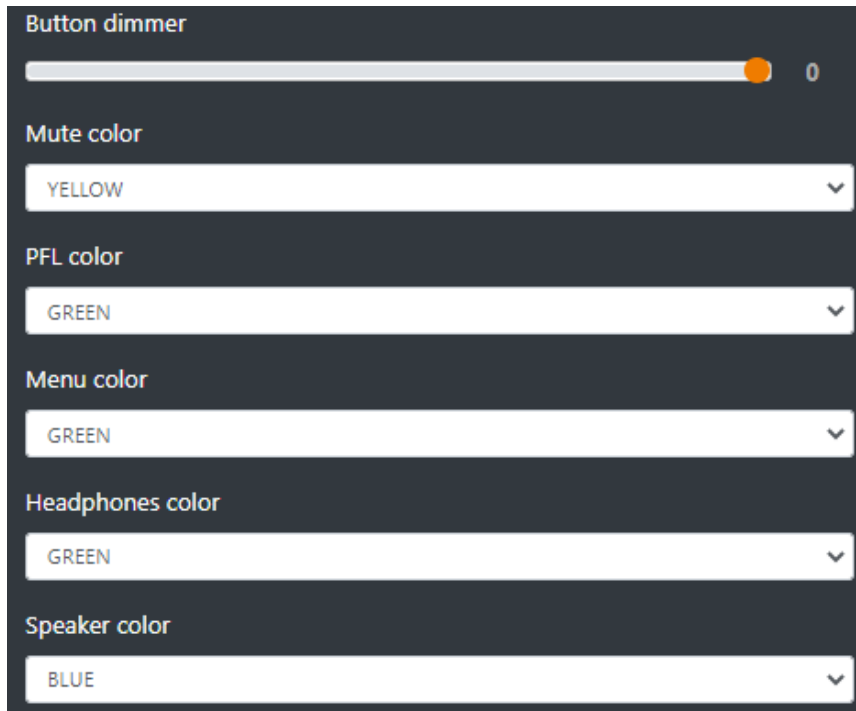 Button dimmer
0
Mute color
YELLOW
PFL color
GREEN
Menu color
GREEN
Headphones color
GREEN
Speaker color
BLUE